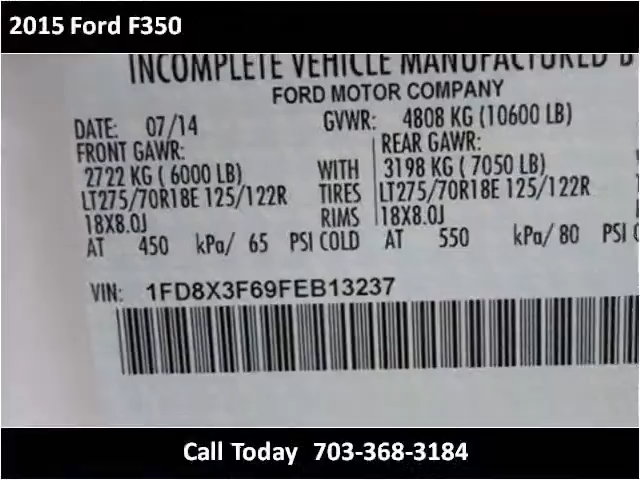 2015 Ford F350
INCOMPLETE VEHICLE MANUFACTURED B
FORD MOTOR COMPANY
DATE: 07/14 GVWR: 4808 KG (10600 LB)
FRONT GAWR: REAR GAWR:
2722 KG ( 6000 LB) WITH 3198 KG ( 7050 LB)
LT275/70R18E 125/122R TIRES LT275/70R18E 125/122R
18X8.0J RIMS 18X8.0J
AT 450 kPa/ 65 PSI COLD AT 550 kPa/ 80 PSI C
VIN: 1FD8X3F69FEB13237
Call Today 703-368-3184